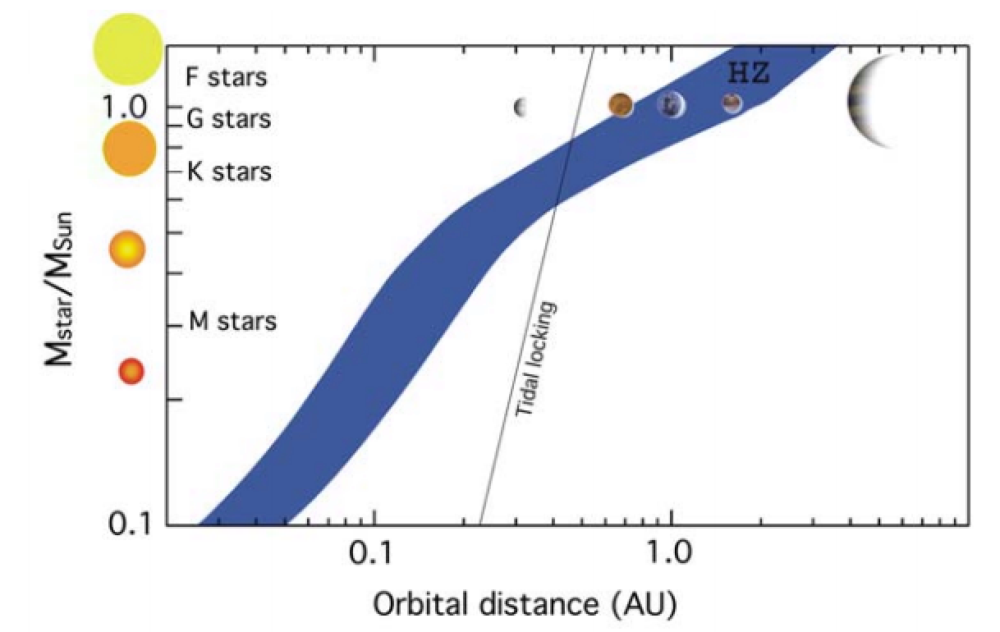 F stars
1.0
G stars
K stars
Mstar/MSun
M stars
Tidal locking
HZ
0.1
0.1
1.0
Orbital distance (AU)